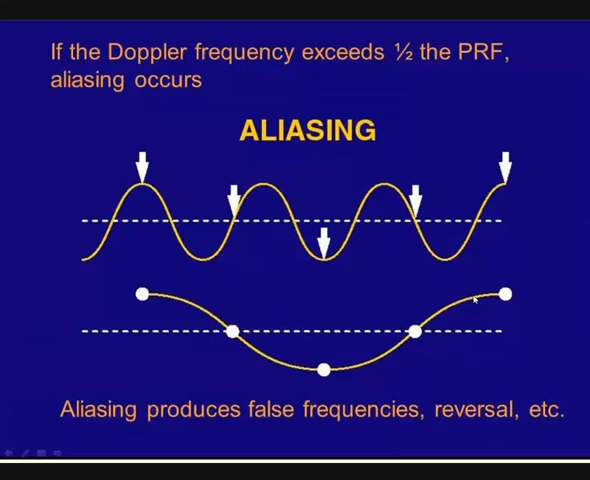 If the Doppler frequency exceeds ½ the PRF,
aliasing occurs
ALIASING
Aliasing produces false frequencies, reversal, etc.